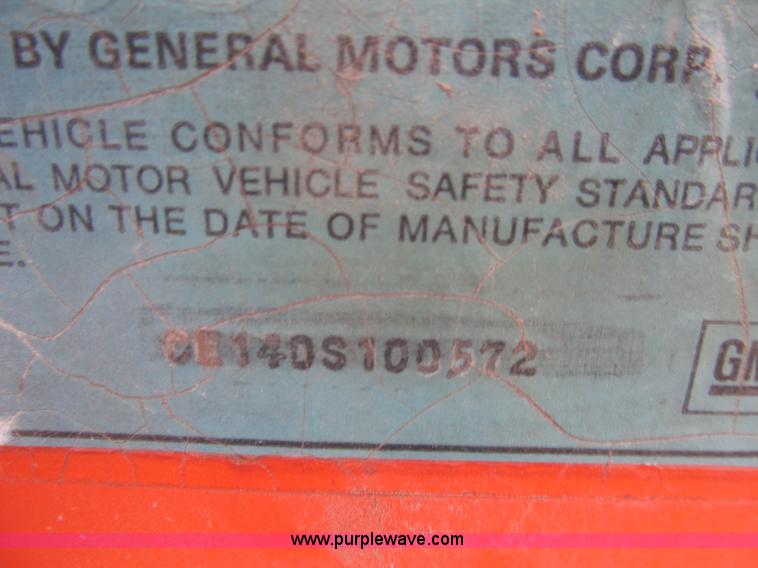 BY GENERAL MOTORS CORP.
EHICLE CONFORMS TO ALL APPLI
AL MOTOR VEHICLE SAFETY STANDAR
T ON THE DATE OF MANUFACTURE SH
E.
CE140S100572
GM
www.purplewave.com